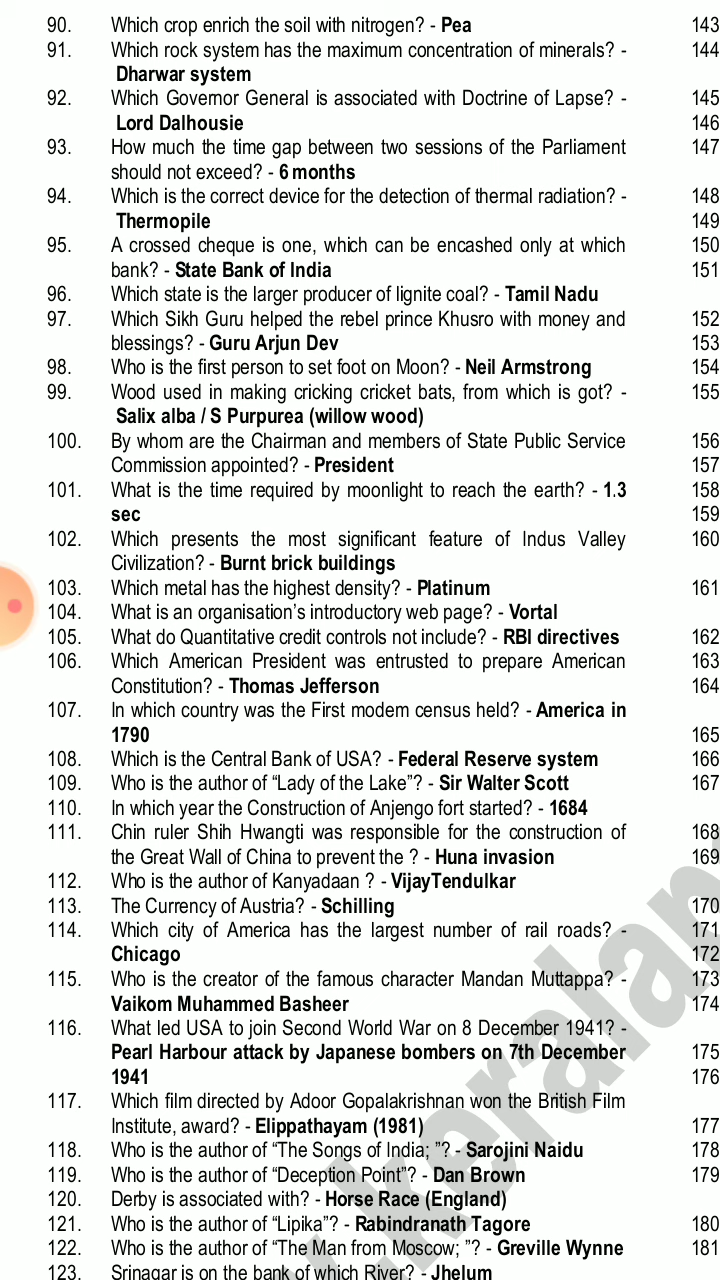 90. Which crop enrich the soil with nitrogen? - Pea 143
91. Which rock system has the maximum concentration of minerals? - 144
Dharwar system
92. Which Governor General is associated with Doctrine of Lapse? - 145
Lord Dalhousie 146
93. How much the time gap between two sessions of the Parliament 147
should not exceed? - 6 months
94. Which is the correct device for the detection of thermal radiation? - 148
Thermopile 149
95. A crossed cheque is one, which can be encashed only at which 150
bank? - State Bank of India 151
96. Which state is the larger producer of lignite coal? - Tamil Nadu
97. Which Sikh Guru helped the rebel prince Khusro with money and 152
blessings? - Guru Arjun Dev 153
98. Who is the first person to set foot on Moon? - Neil Armstrong 154
99. Wood used in making cricking cricket bats, from which is got? - 155
Salix alba / S Purpurea (willow wood)
100. By whom are the Chairman and members of State Public Service 156
Commission appointed? - President 157
101. What is the time required by moonlight to reach the earth? - 1.3 158
sec 159
102. Which presents the most significant feature of Indus Valley 160
Civilization? - Burnt brick buildings
103. Which metal has the highest density? - Platinum 161
104. What is an organisation's introductory web page? - Vortal
105. What do Quantitative credit controls not include? - RBI directives 162
106. Which American President was entrusted to prepare American 163
Constitution? - Thomas Jefferson 164
107. In which country was the First modem census held? - America in
1790 165
108. Which is the Central Bank of USA? - Federal Reserve system 166
109. Who is the author of “Lady of the Lake”? - Sir Walter Scott 167
110. In which year the Construction of Anjengo fort started? - 1684
111. Chin ruler Shih Hwangti was responsible for the construction of 168
the Great Wall of China to prevent the ? - Huna invasion 169
112. Who is the author of Kanyadaan ? - VijayTendulkar
113. The Currency of Austria? - Schilling 170
114. Which city of America has the largest number of rail roads? - 171
Chicago 172
115. Who is the creator of the famous character Mandan Muttappa? - 173
Vaikom Muhammed Basheer 174
116. What led USA to join Second World War on 8 December 1941? -
Pearl Harbour attack by Japanese bombers on 7th December 175
1941 176
117. Which film directed by Adoor Gopalakrishnan won the British Film
Institute, award? - Elippathayam (1981) 177
118. Who is the author of “The Songs of India; ”? - Sarojini Naidu 178
119. Who is the author of “Deception Point”? - Dan Brown 179
120. Derby is associated with? - Horse Race (England)
121. Who is the author of “Lipika”? - Rabindranath Tagore 180
122. Who is the author of “The Man from Moscow; ”? - Greville Wynne 181
123. Srinagar is on the bank of which River? - Jhelum